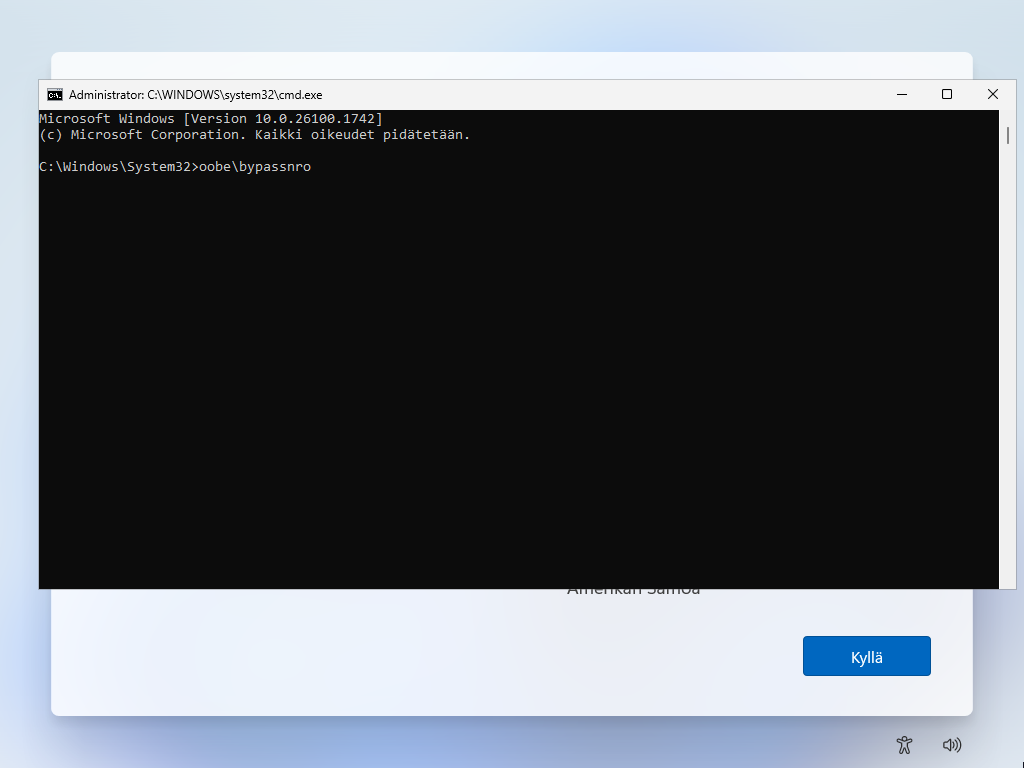 Administrator: C:\WINDOWS\system32\cmd.exe
Microsoft Windows [Version 10.0.26100.1742]
(c) Microsoft Corporation. Kaikki oikeudet pidätetään.
C:\Windows\System32>oobe\bypassnro
Amerikan Samoa
Kyllä